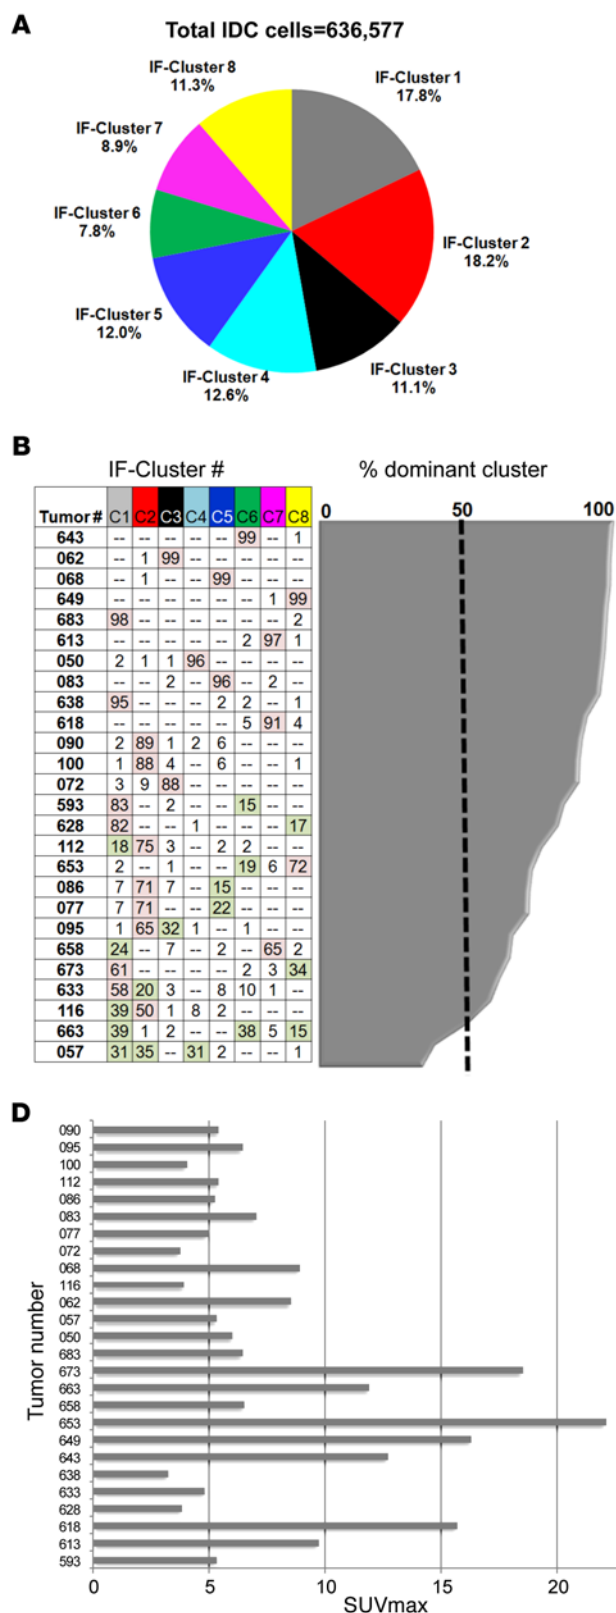 A
Total IDC cells=636,577
IF-Cluster 8
11.3%
IF-Cluster 1
17.8%
IF-Cluster 7
8.9%
IF-Cluster 6
7.8%
IF-Cluster 2
18.2%
IF-Cluster 5
12.0%
IF-Cluster 4
12.6%
IF-Cluster 3
11.1%
B
IF-Cluster # % dominant cluster
0 50 100
Tumor # C1 C2 C3 C4 C5 C6 C7 C8
643 -- -- -- -- -- 99 -- 1
062 -- 1 99 -- -- -- -- --
068 -- 1 -- -- 99 -- -- --
649 -- -- -- -- -- -- 1 99
683 98 -- -- -- -- -- -- 2
613 -- -- -- -- -- 2 97 1
050 2 1 1 96 -- -- -- --
083 -- -- 2 -- 96 -- 2 --
638 95 -- -- -- 2 2 -- 1
618 -- -- -- -- -- 5 91 4
090 2 89 1 2 6 -- -- --
100 1 88 4 -- 6 -- -- 1
072 3 9 88 -- -- -- -- --
593 83 -- 2 -- -- 15 -- --
628 82 -- -- 1 -- -- -- 17
112 18 75 3 -- 2 2 -- --
653 2 -- 1 -- -- 19 6 72
086 7 71 7 -- 15 -- -- --
077 7 71 -- -- 22 -- -- --
095 1 65 32 1 -- 1 -- --
658 24 -- 7 -- 2 -- 65 2
673 61 -- -- -- -- 2 3 34
633 58 20 3 -- 8 10 1 --
116 39 50 1 8 2 -- -- --
663 39 1 2 -- -- 38 5 15
057 31 35 -- 31 2 -- -- 1
D
Tumor number
090
095
100
112
086
083
077
072
068
116
062
057
050
683
673
663
658
653
649
643
638
633
628
618
613
593
0 5 10 15 20
SUVmax